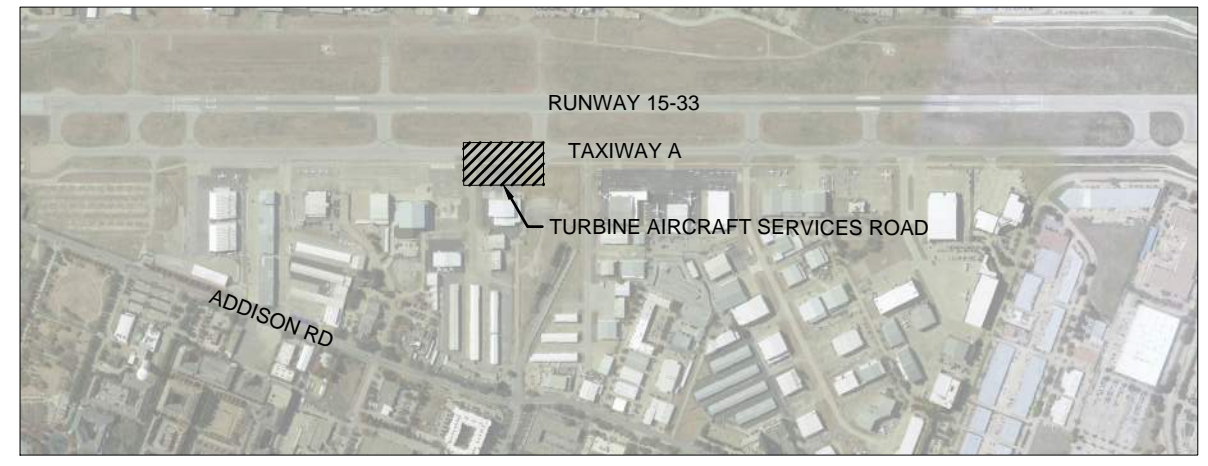 RUNWAY 15-33
TAXIWAY A
TURBINE AIRCRAFT SERVICES ROAD
ADDISON RD